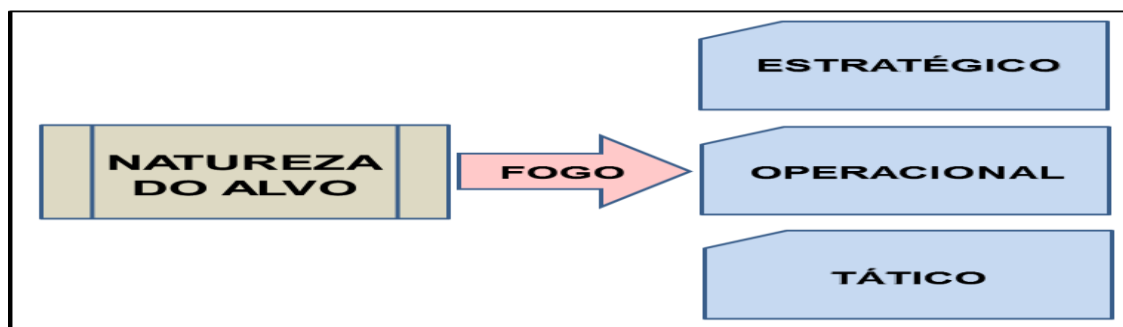 NATUREZA
DO ALVO
FOGO
ESTRATÉGICO
OPERACIONAL
TÁTICO